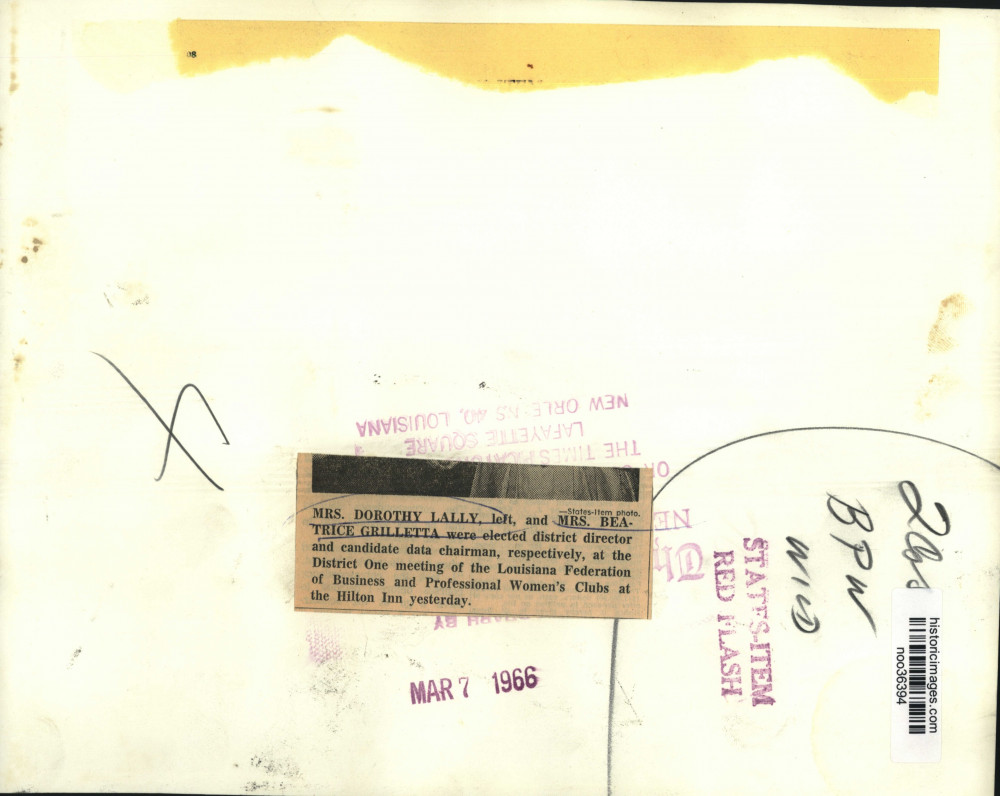 NEW ORLEANS 40, LOUISIANA
LAFAYETTE SQUARE
THE TIMES-PICAYUNE
—States-Item photo.
MRS. DOROTHY LALLY, left, and MRS. BEA-
TRICE GRILLETTA were elected district director
and candidate data chairman, respectively, at the
District One meeting of the Louisiana Federation
of Business and Professional Women's Clubs at
the Hilton Inn yesterday.
BY
MAR 7 1966
STATES-ITEM
RED FLASH
BPW
historicimages.com
noo36394